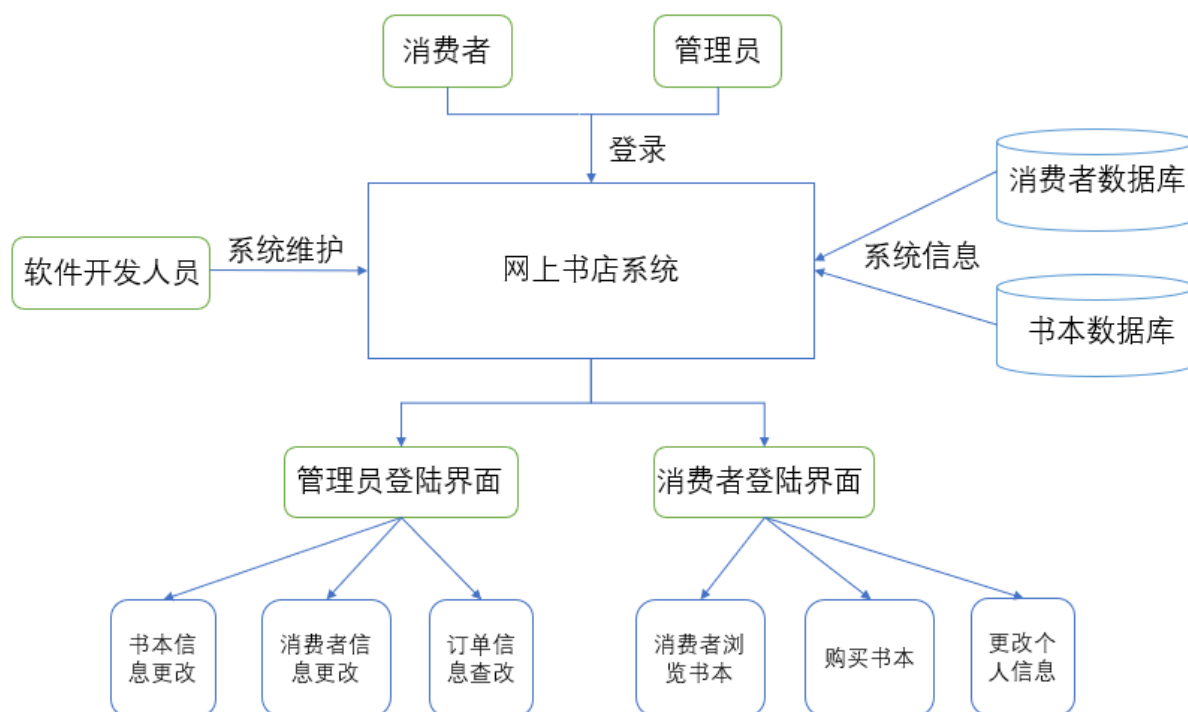 消费者
管理员
登录
消费者数据库
系统维护
软件开发人员
网上书店系统
系统信息
书本数据库
管理员登陆界面
消费者登陆界面
书本信
息更改
消费者信
息更改
订单信
息查改
消费者浏
览书本
购买书本
更改个
人信息